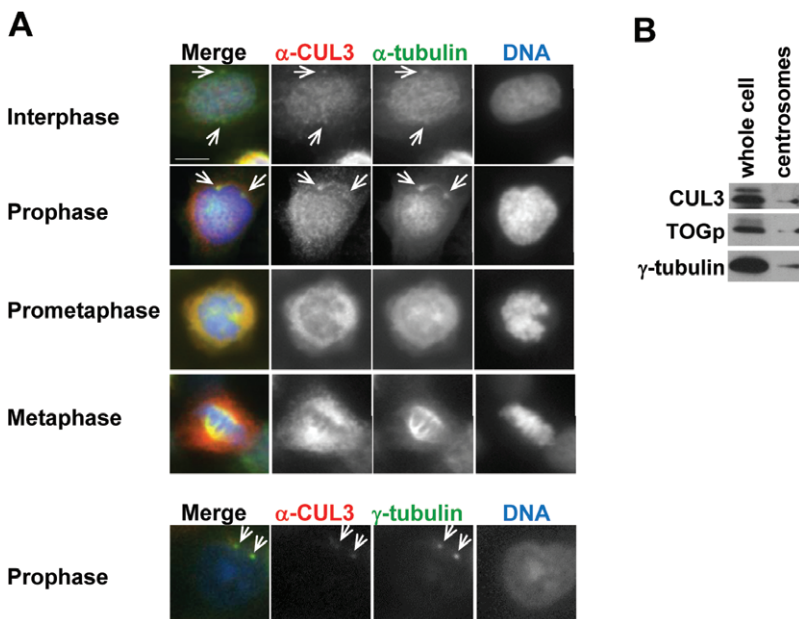 A
Merge α-CUL3 α-tubulin DNA
Interphase
Prophase
Prometaphase
Metaphase
Merge α-CUL3 γ-tubulin DNA
Prophase
B
whole cell
centrosomes
CUL3
TOGp
γ-tubulin